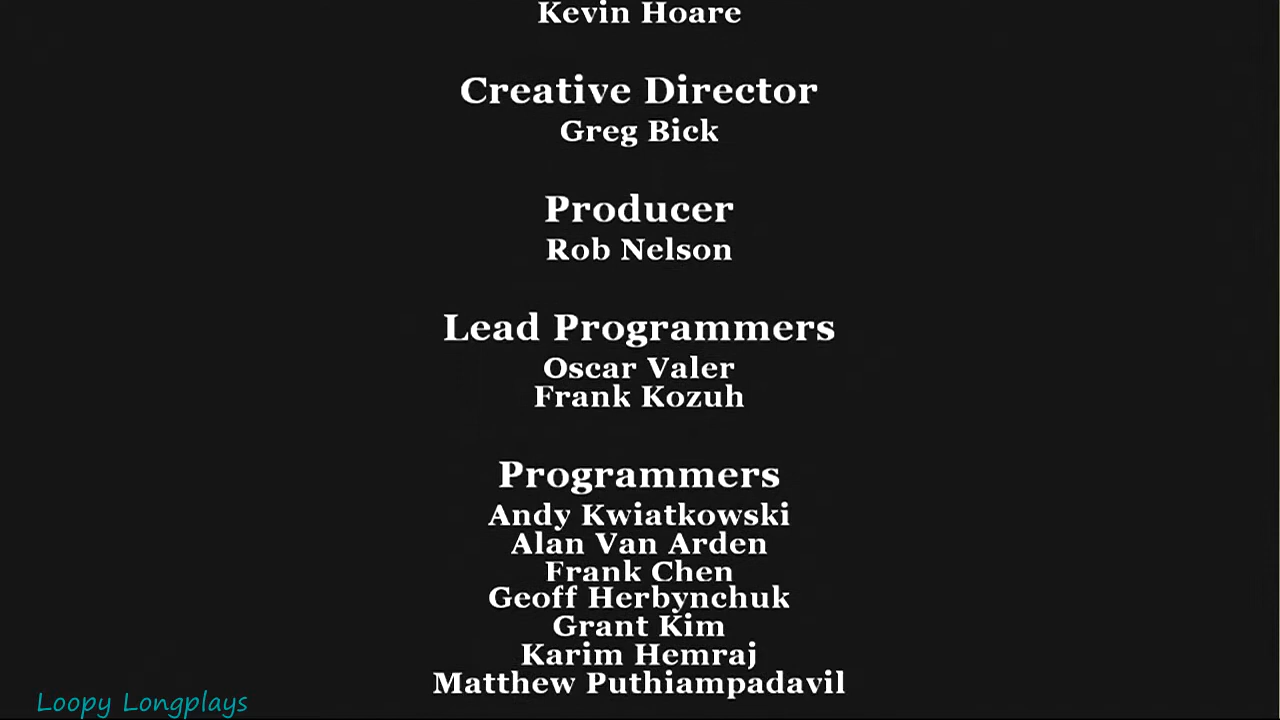 Kevin Hoare
Creative Director
Greg Bick
Producer
Rob Nelson
Lead Programmers
Oscar Valer
Frank Kozuh
Programmers
Andy Kwiatkowski
Alan Van Arden
Frank Chen
Geoff Herbynchuk
Grant Kim
Karim Hemraj
Matthew Puthiampadavil
Loopy Longplays